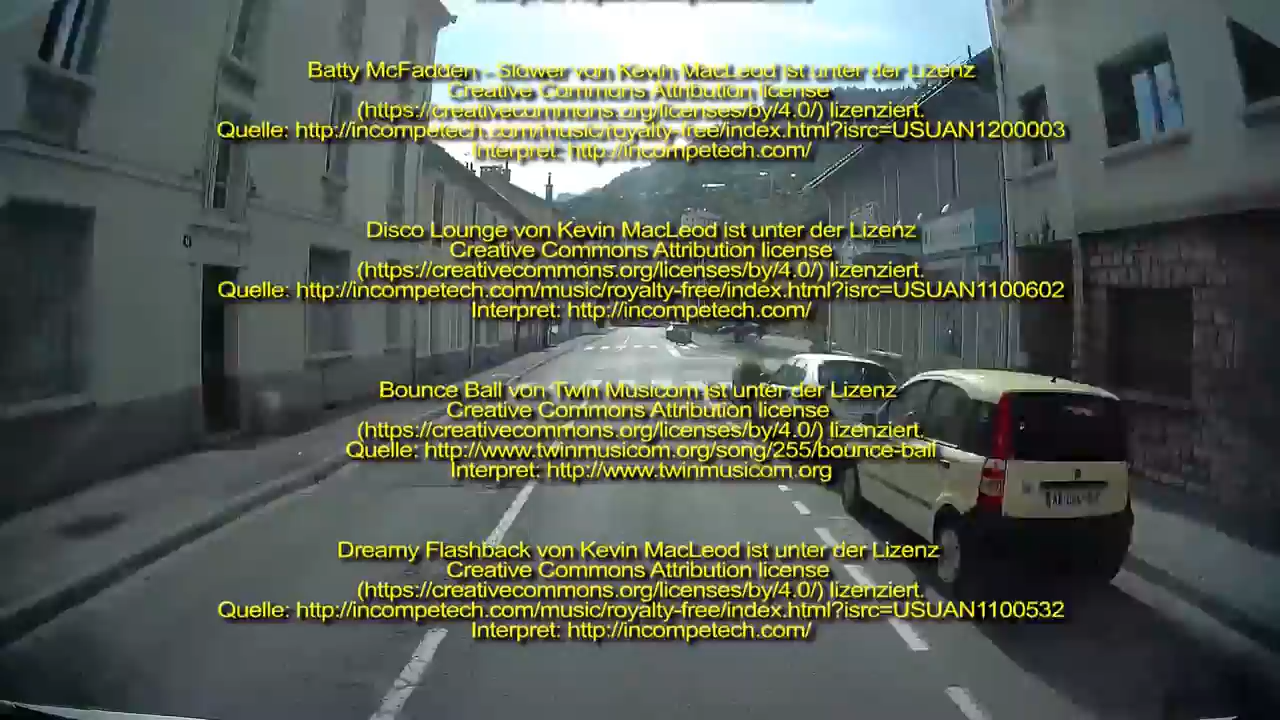 Batty McFadden - Slower von Kevin MacLeod ist unter der Lizenz
Creative Commons Attribution license
(https://creativecommons.org/licenses/by/4.0/) lizenziert.
Quelle: http://incompetech.com/music/royalty-free/index.html?isrc=USUAN1200003
Interpret: http://incompetech.com/
Disco Lounge von Kevin MacLeod ist unter der Lizenz
Creative Commons Attribution license
(https://creativecommons.org/licenses/by/4.0/) lizenziert.
Quelle: http://incompetech.com/music/royalty-free/index.html?isrc=USUAN1100602
Interpret: http://incompetech.com/
Bounce Ball von Twin Musicom ist unter der Lizenz
Creative Commons Attribution license
(https://creativecommons.org/licenses/by/4.0/) lizenziert.
Quelle: http://www.twinmusicom.org/song/255/bounce-ball
Interpret: http://www.twinmusicom.org
Dreamy Flashback von Kevin MacLeod ist unter der Lizenz
Creative Commons Attribution license
(https://creativecommons.org/licenses/by/4.0/) lizenziert.
Quelle: http://incompetech.com/music/royalty-free/index.html?isrc=USUAN1100532
Interpret: http://incompetech.com/